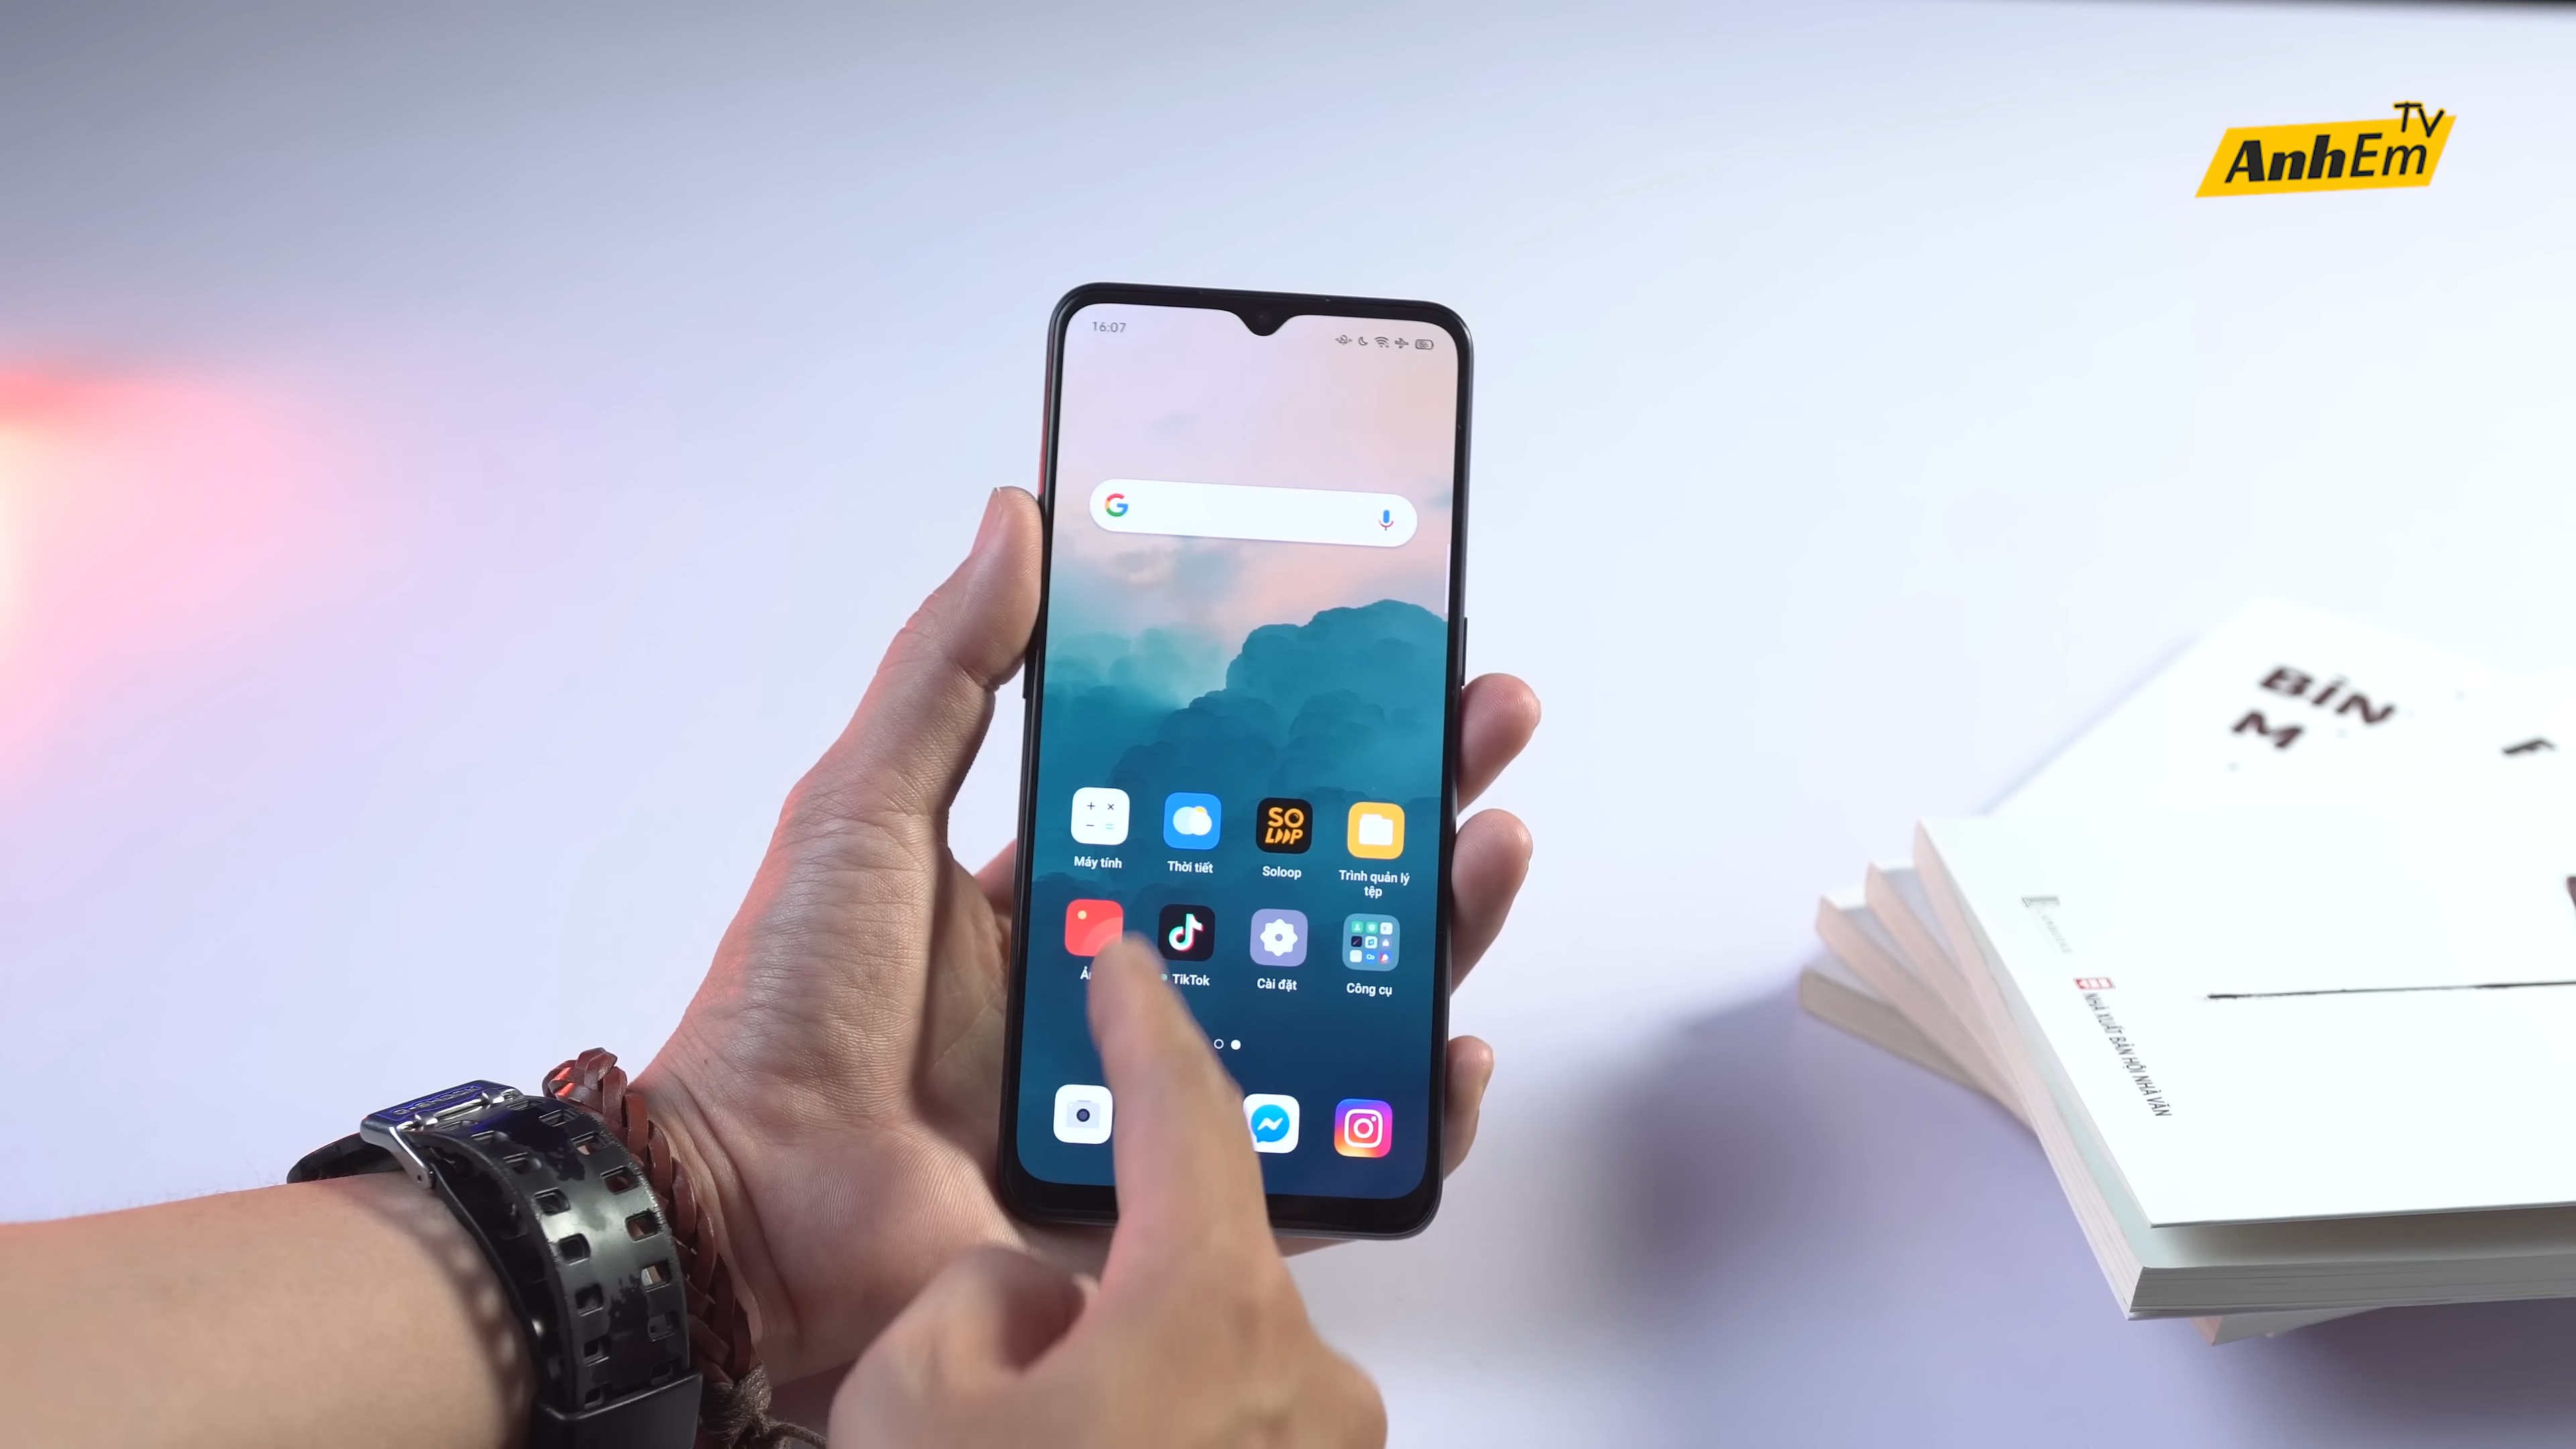 TV
AnhEm
16:07
G
Máy tính
Thời tiết
SO
LOOP
Soloop
Trình quản lý
tệp
TikTok
Cài đặt
Công cụ
BÌN
M
NHÀ XUẤT BẢN HỘI NHÀ VĂN